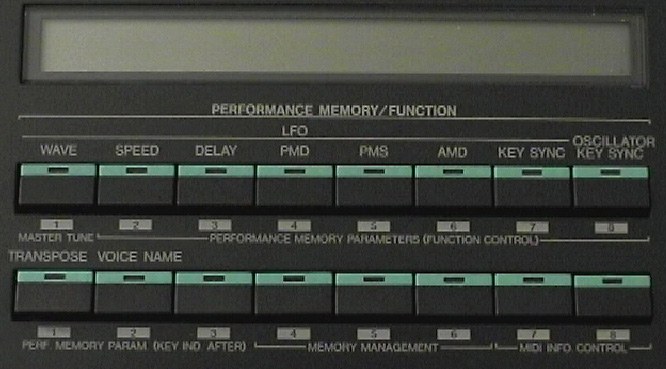 PERFORMANCE MEMORY/FUNCTION
LFO
WAVE SPEED DELAY PMD PMS AMD KEY SYNC OSCILLATOR KEY SYNC
1 2 3 4 5 6 7 8
MASTER TUNE PERFORMANCE MEMORY PARAMETERS (FUNCTION CONTROL)
TRANSPOSE VOICE NAME
1 2 3 4 5 6 7 8
PERF. MEMORY PARAM. (KEY IND. AFTER) MEMORY MANAGEMENT MIDI INFO. CONTROL